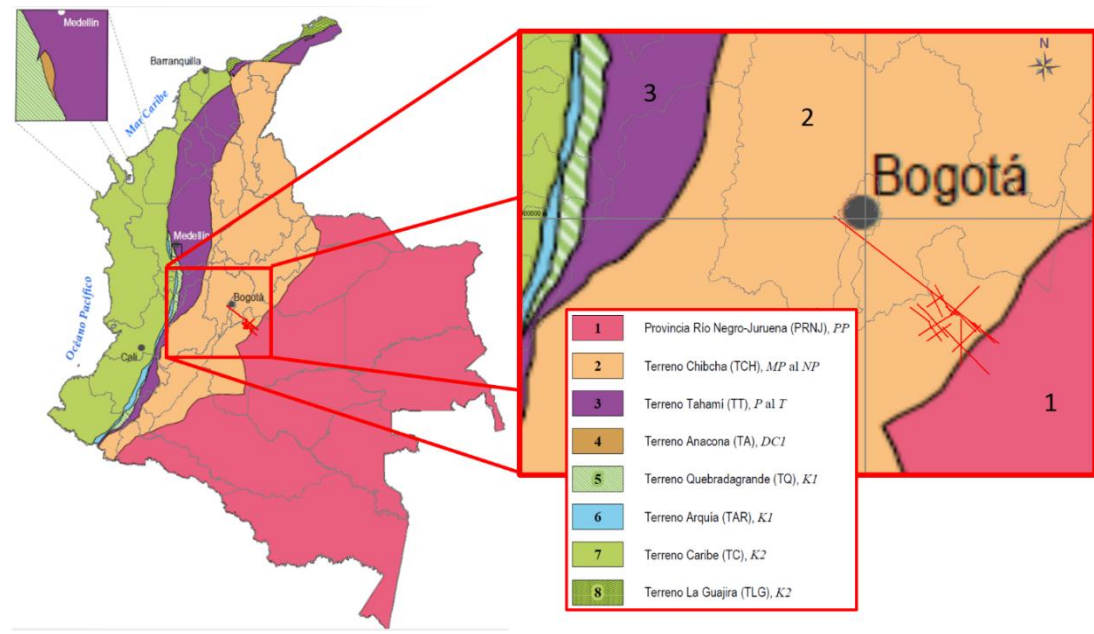 Medellín
Barranquilla
Mar Caribe
Medellín
Océano Pacífico
Bogotá
Cali
N
3
2
Bogotá
1
1 Provincia Río Negro-Juruena (PRNJ), PP
2 Terreno Chibcha (TCH), MP al NP
3 Terreno Tahamí (TT), P al T
4 Terreno Anacona (TA), DC1
5 Terreno Quebradagrande (TQ), K1
6 Terreno Arquía (TAR), K1
7 Terreno Caribe (TC), K2
8 Terreno La Guajira (TLG), K2